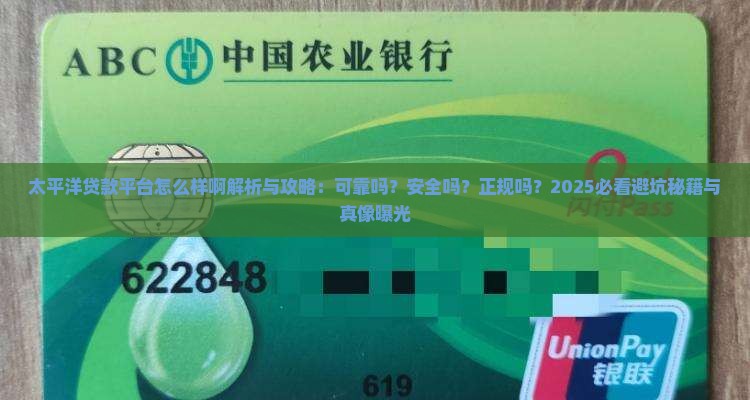 ABC 中国农业银行
太平洋贷款平台怎么样啊解析与攻略：可靠吗？安全吗？正规吗？2025必看避坑秘籍与
真像曝光
闪付Pass
622848
UnionPay
银联
619